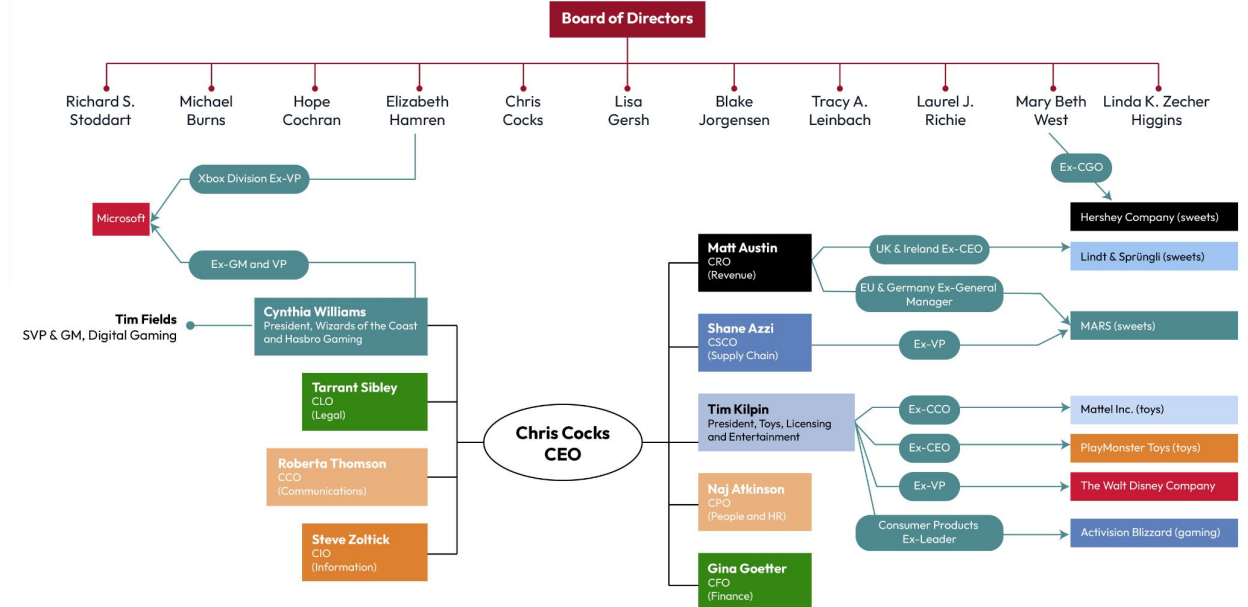 Board of Directors
Richard S.
Stoddart
Michael
Burns
Hope
Cochran
Elizabeth
Hamren
Chris
Cocks
Lisa
Gersh
Blake
Jorgensen
Tracy A.
Leinbach
Laurel J.
Richie
Mary Beth
West
Linda K. Zecher
Higgins
Xbox Division Ex-VP
Microsoft
Ex-GM and VP
Cynthia Williams
President, Wizards of the Coast
and Hasbro Gaming
Tim Fields
SVP & GM, Digital Gaming
Tarrant Sibley
CLO
(Legal)
Roberta Thomson
CCO
(Communications)
Steve Zoltick
CIO
(Information)
Chris Cocks
CEO
Matt Austin
CRO
(Revenue)
Shane Azzi
CSCO
(Supply Chain)
Tim Kilpin
President, Toys, Licensing
and Entertainment
Naj Atkinson
CPO
(People and HR)
Gina Goetter
CFO
(Finance)
Ex-CGO
UK & Ireland Ex-CEO
EU & Germany Ex-General
Manager
Ex-VP
Ex-CCO
Ex-CEO
Ex-VP
Consumer Products
Ex-Leader
Hershey Company (sweets)
Lindt & Sprüngli (sweets)
MARS (sweets)
Mattel Inc. (toys)
PlayMonster Toys (toys)
The Walt Disney Company
Activision Blizzard (gaming)